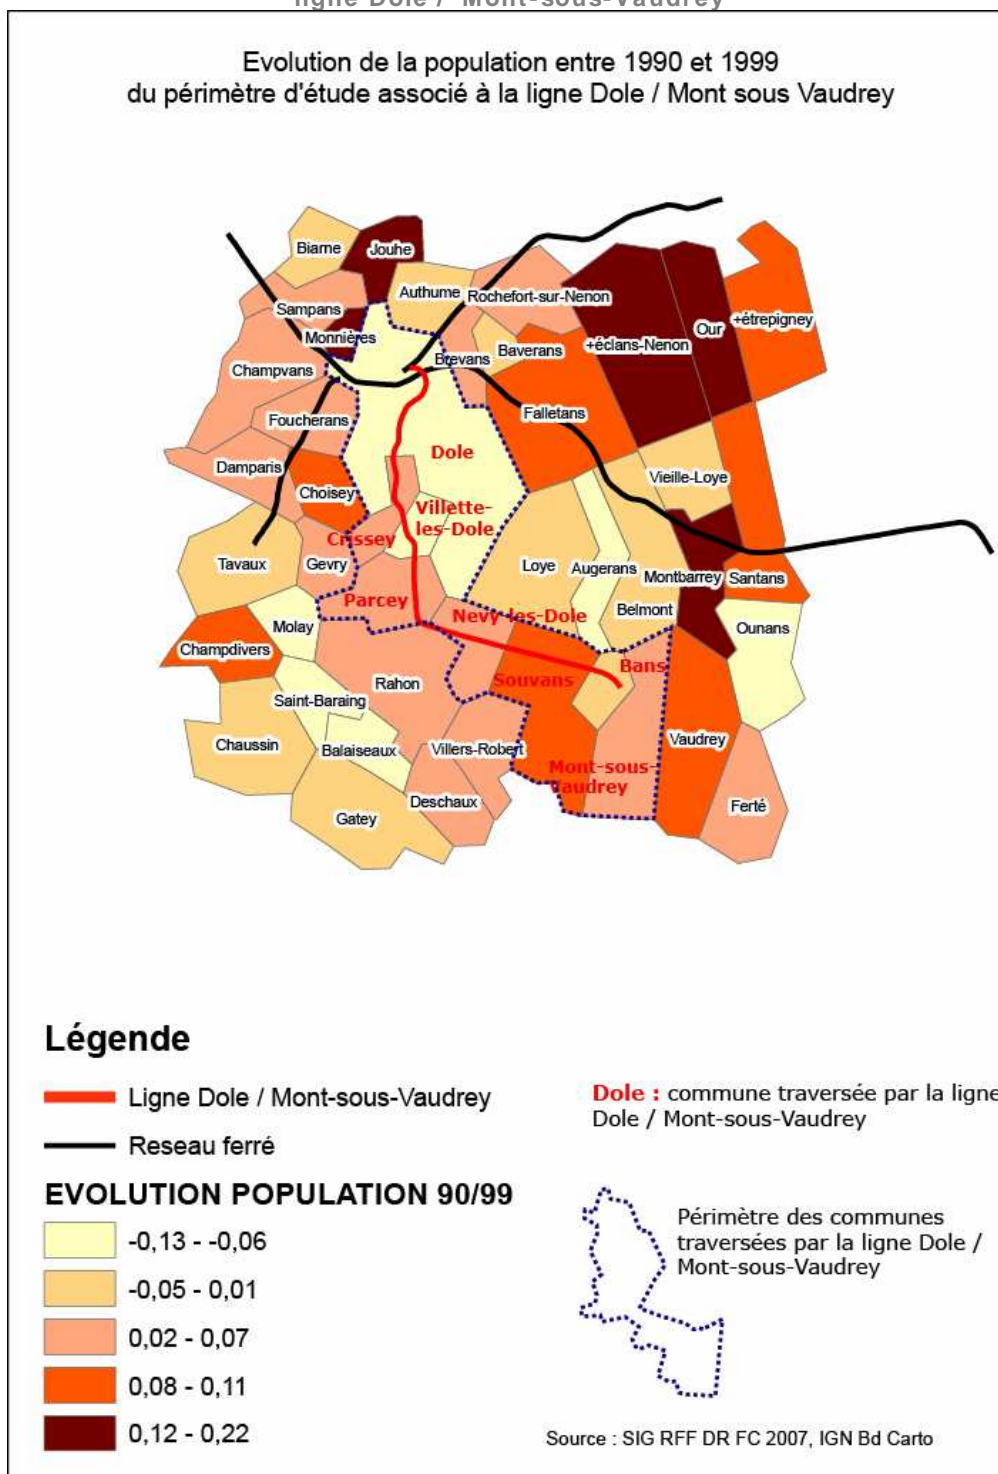 ligne Dole / Mont-sous-Vaudrey
Evolution de la population entre 1990 et 1999
du périmètre d'étude associé à la ligne Dole / Mont sous Vaudrey
Biarne
Jouhe
Authume
Rochefort-sur-Nenon
Sampans
Monnières
+éclans-Nenon
Our
+étrepigney
Brevans
Baverans
Champvans
Foucherans
Falletans
Damparis
Choisey
Dole
Vieille-Loye
Villette-
les-Dole
Crissey
Tavaux
Gevry
Loye
Augerans
Montbarrey
Santans
Parcey
Nevy-les-Dole
Belmont
Molay
Ounans
Champdivers
Rahon
Souvans
Bans
Saint-Baraing
Chaussin
Balaiseaux
Villers-Robert
Vaudrey
Mont-sous-
Vaudrey
Deschaux
Ferté
Gatey
Légende
Ligne Dole / Mont-sous-Vaudrey
Reseau ferré
Dole : commune traversée par la ligne
Dole / Mont-sous-Vaudrey
EVOLUTION POPULATION 90/99
-0,13 - -0,06
-0,05 - 0,01
0,02 - 0,07
0,08 - 0,11
0,12 - 0,22
Périmètre des communes
traversées par la ligne Dole /
Mont-sous-Vaudrey
Source : SIG RFF DR FC 2007, IGN Bd Carto